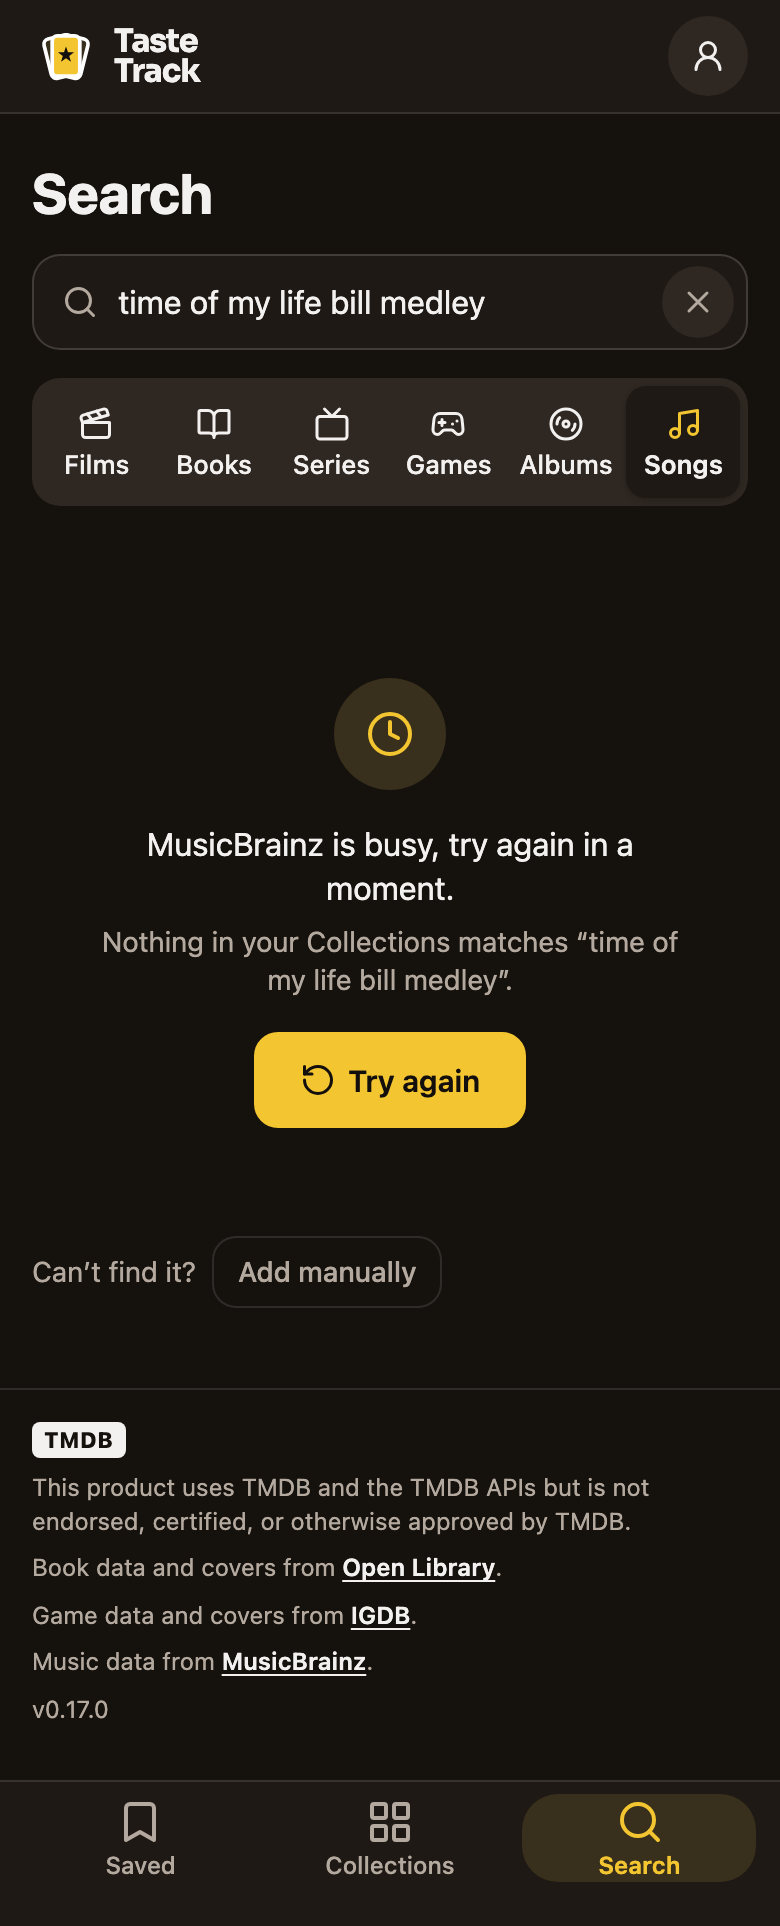 Taste
Track
Search
time of my life bill medley
Films
Books
Series
Games
Albums
Songs
MusicBrainz is busy, try again in a
moment.
Nothing in your Collections matches “time of
my life bill medley”.
Try again
Can’t find it?
Add manually
TMDB
This product uses TMDB and the TMDB APIs but is not
endorsed, certified, or otherwise approved by TMDB.
Book data and covers from Open Library.
Game data and covers from IGDB.
Music data from MusicBrainz.
v0.17.0
Saved
Collections
Search